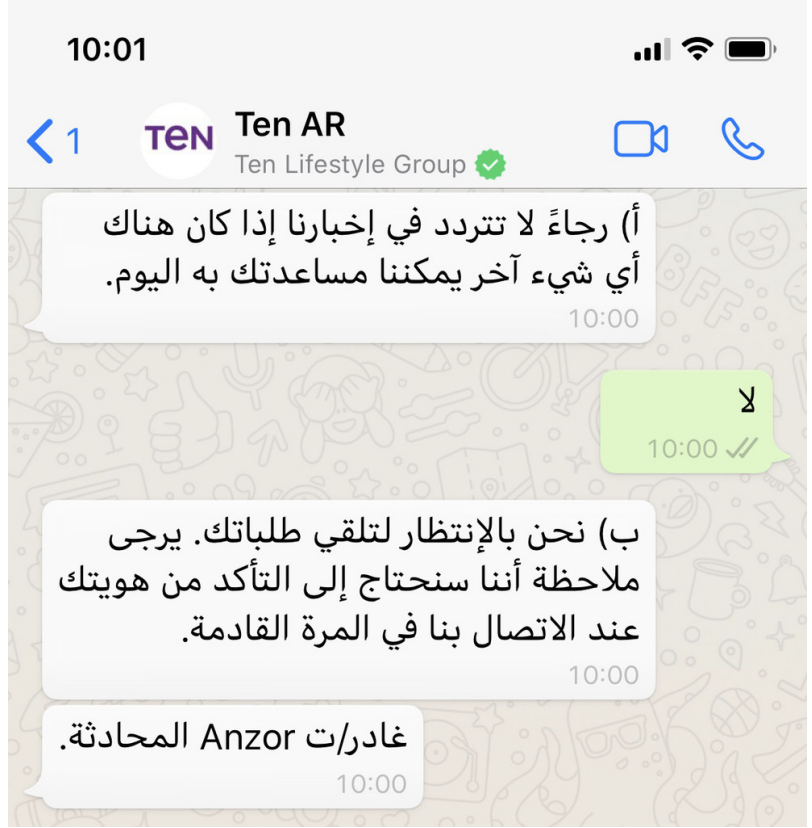 10:01
1
TEN
Ten AR
Ten Lifestyle Group
أ) رجاءً لا تتردد في إخبارنا إذا كان هناك
أي شيء آخر يمكننا مساعدتك به اليوم.
10:00
لا
10:00
ب) نحن بالإنتظار لتلقي طلباتك. يرجى
ملاحظة أننا سنحتاج إلى التأكد من هويتك
عند الاتصال بنا في المرة القادمة.
10:00
غادر/ت Anzor المحادثة.
10:00